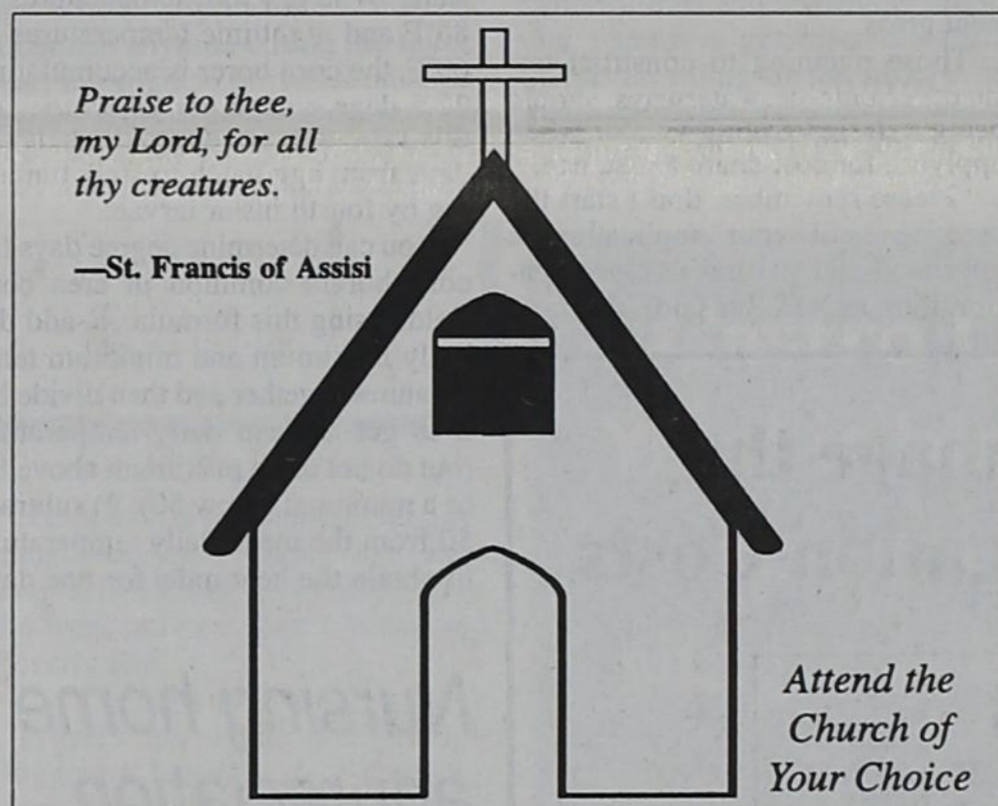 Praise to thee,
my Lord, for all
thy creatures.
—St. Francis of Assisi
Attend the
Church of
Your Choice